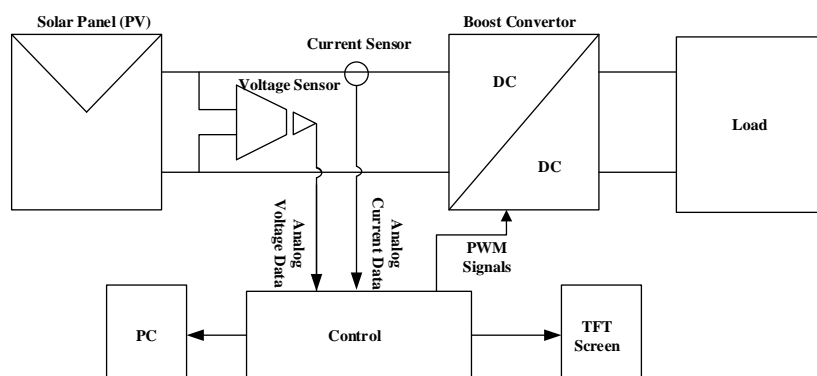 Solar Panel (PV)
Current Sensor
Boost Convertor
Voltage Sensor
DC
DC
Load
Analog
Voltage Data
Analog
Current Data
PWM
Signals
PC
Control
TFT
Screen